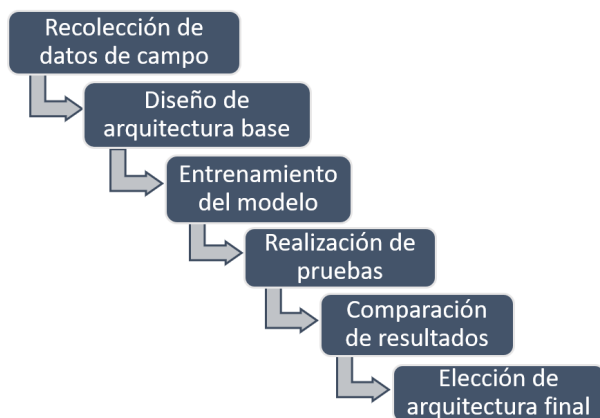 Recolección de
datos de campo
Diseño de
arquitectura base
Entrenamiento
del modelo
Realización de
pruebas
Comparación
de resultados
Elección de
arquitectura final